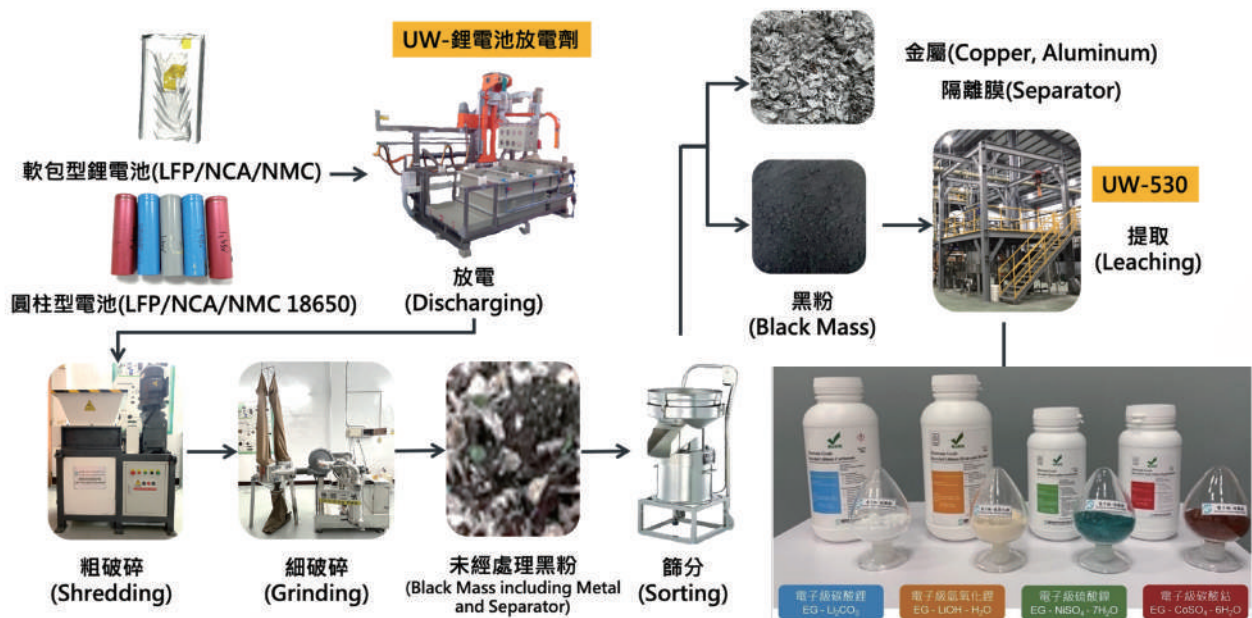 UW-鋰電池放電劑
軟包型鋰電池(LFP/NCA/NMC)
圓柱型電池(LFP/NCA/NMC 18650)
放電
(Discharging)
金屬(Copper, Aluminum)
隔離膜(Separator)
黑粉
(Black Mass)
UW-530
提取
(Leaching)
粗破碎
(Shredding)
細破碎
(Grinding)
未經處理黑粉
(Black Mass including Metal
and Separator)
篩分
(Sorting)
電子級碳酸鋰
EG - Li₂CO₃
電子級氫氧化鋰
EG - LiOH - H₂O
電子級硫酸鎳
EG - NiSO₄ - 7H₂O
電子級碳酸鈷
EG - CoSO₄ - 6H₂O